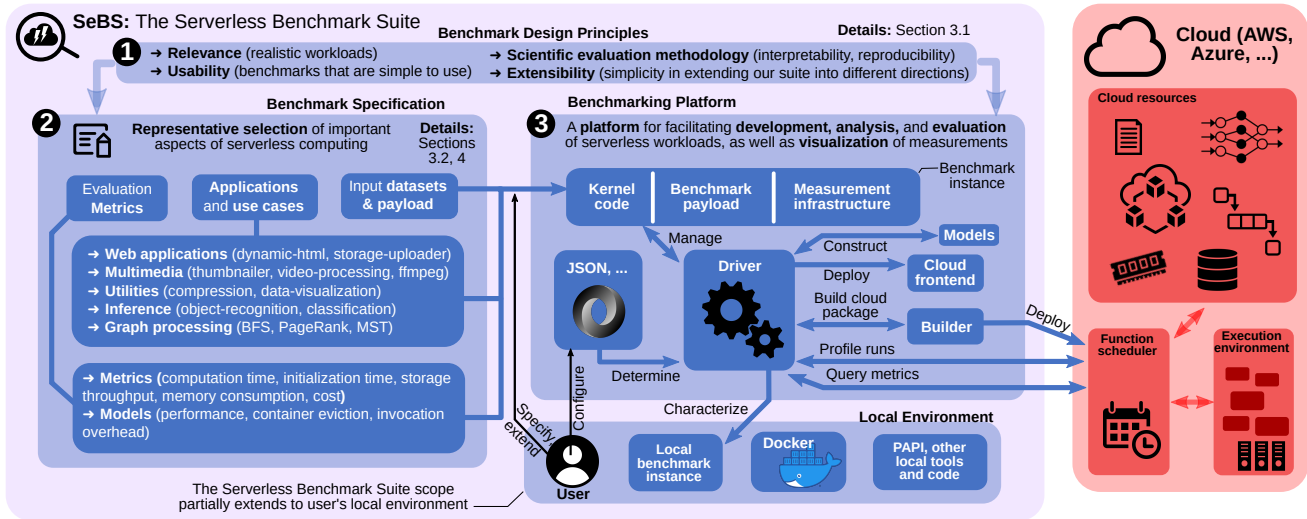 SeBS: The Serverless Benchmark Suite
Benchmark Design Principles
Details: Section 3.1
1
➜ Relevance (realistic workloads)
➜ Usability (benchmarks that are simple to use)
➜ Scientific evaluation methodology (interpretability, reproducibility)
➜ Extensibility (simplicity in extending our suite into different directions)
Benchmark Specification
2
Representative selection of important
aspects of serverless computing
Details:
Sections
3.2, 4
Evaluation
Metrics
Applications
and use cases
Input datasets
& payload
➜ Web applications (dynamic-html, storage-uploader)
➜ Multimedia (thumbnailer, video-processing, ffmpeg)
➜ Utilities (compression, data-visualization)
➜ Inference (object-recognition, classification)
➜ Graph processing (BFS, PageRank, MST)
➜ Metrics (computation time, initialization time, storage
throughput, memory consumption, cost)
➜ Models (performance, container eviction, invocation
overhead)
The Serverless Benchmark Suite scope
partially extends to user's local environment
Benchmarking Platform
3
A platform for facilitating development, analysis, and evaluation
of serverless workloads, as well as visualization of measurements
Kernel
code
Benchmark
payload
Measurement
infrastructure
Benchmark
instance
Manage
JSON, ...
Driver
Construct
Models
Deploy
Cloud
frontend
Build cloud
package
Builder
Deploy
Profile runs
Query metrics
Determine
Characterize
Configure
Specify,
extend
User
Local Environment
Local
benchmark
instance
Docker
PAPI, other
local tools
and code
Cloud (AWS,
Azure, ...)
Cloud resources
Function
scheduler
Execution
environment